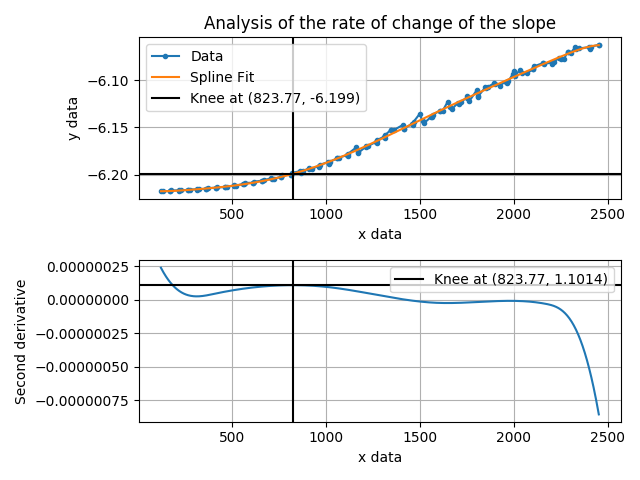 Analysis of the rate of change of the slope
Data
Spline Fit
Knee at (823.77, -6.199)
y data
−6.10
−6.15
−6.20
500
1000
1500
2000
2500
x data
Knee at (823.77, 1.1014)
Second derivative
0.00000025
0.00000000
−0.00000025
−0.00000050
−0.00000075
500
1000
1500
2000
2500
x data